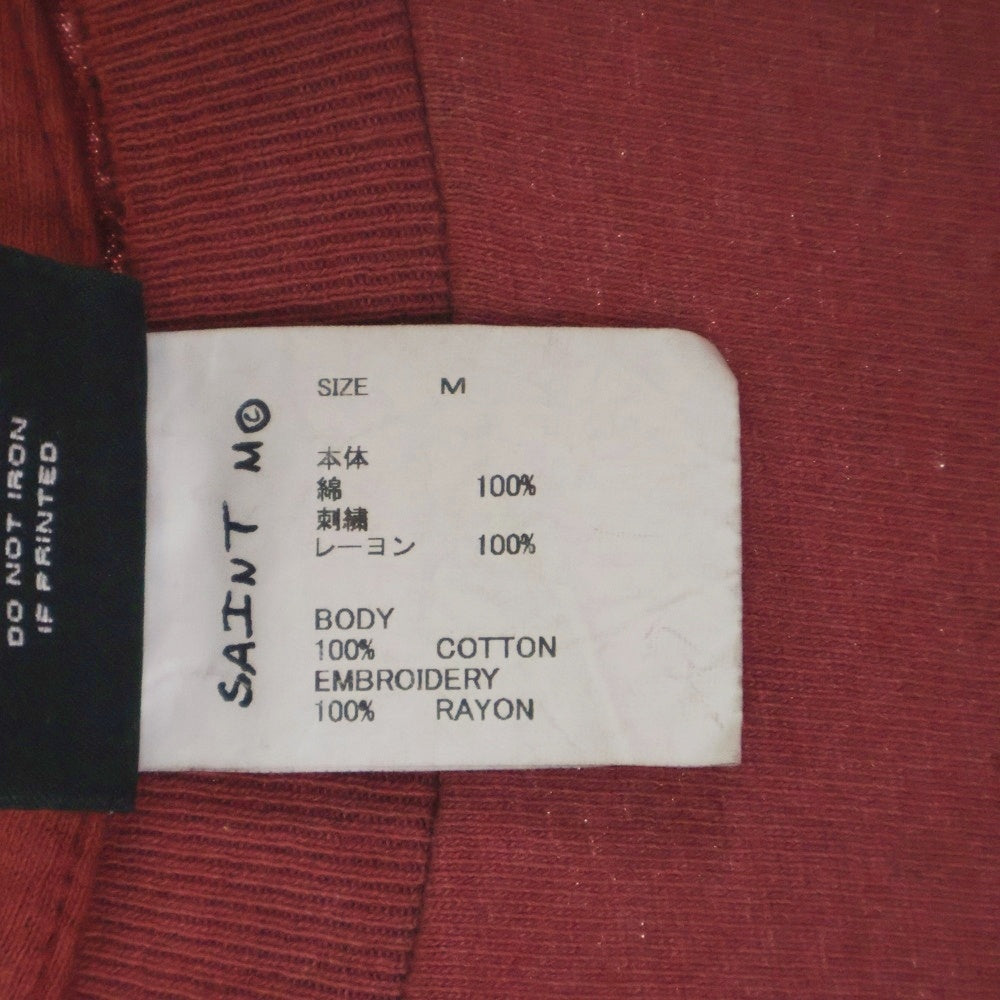 DO NOT IRON
IF PRINTED
SAINT M©
SIZE M
本体
綿 100%
刺繍
レーヨン 100%
BODY
100% COTTON
EMBROIDERY
100% RAYON